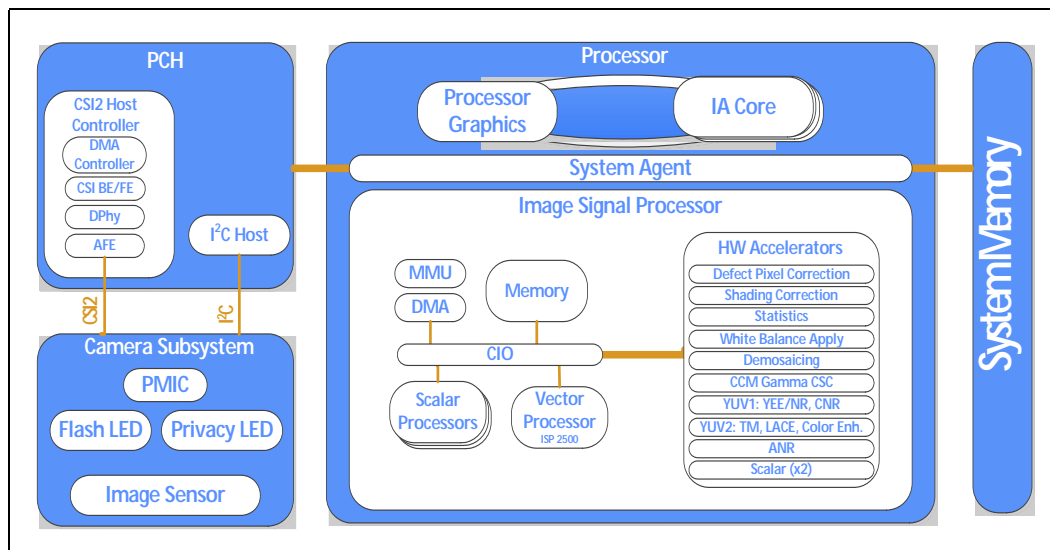 PCH
CSI2 Host
Controller
DMA
Controller
CSI BE/FE
DPhy
AFE
I²C Host
CSI2
I²C
Camera Subsystem
PMIC
Flash LED
Privacy LED
Image Sensor
Processor
Processor
Graphics
IA Core
System Agent
Image Signal Processor
MMU
DMA
Memory
CIO
Scalar
Processors
Vector
Processor
ISP 2500
HW Accelerators
Defect Pixel Correction
Shading Correction
Statistics
White Balance Apply
Demosaicing
CCM Gamma CSC
YUV1: YEE/NR, CNR
YUV2: TM, LACE, Color Enh.
ANR
Scalar (x2)
System Memory